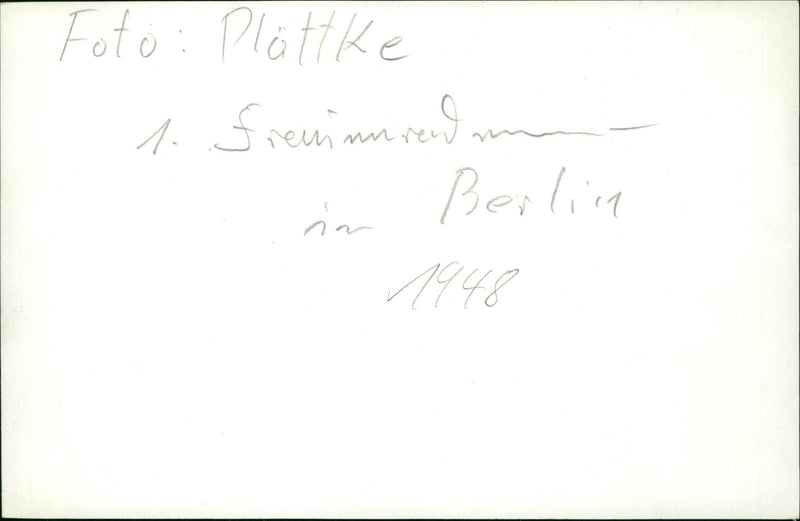 Foto: Plättke
1.
in Berlin
1948